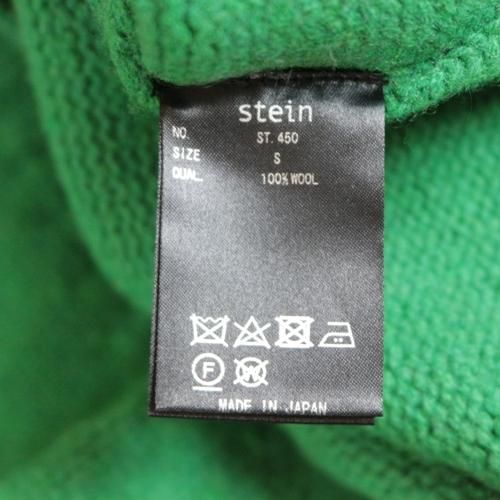 stein
NO. ST.450
SIZE S
QUAL. 100% WOOL
F W
MADE IN JAPAN